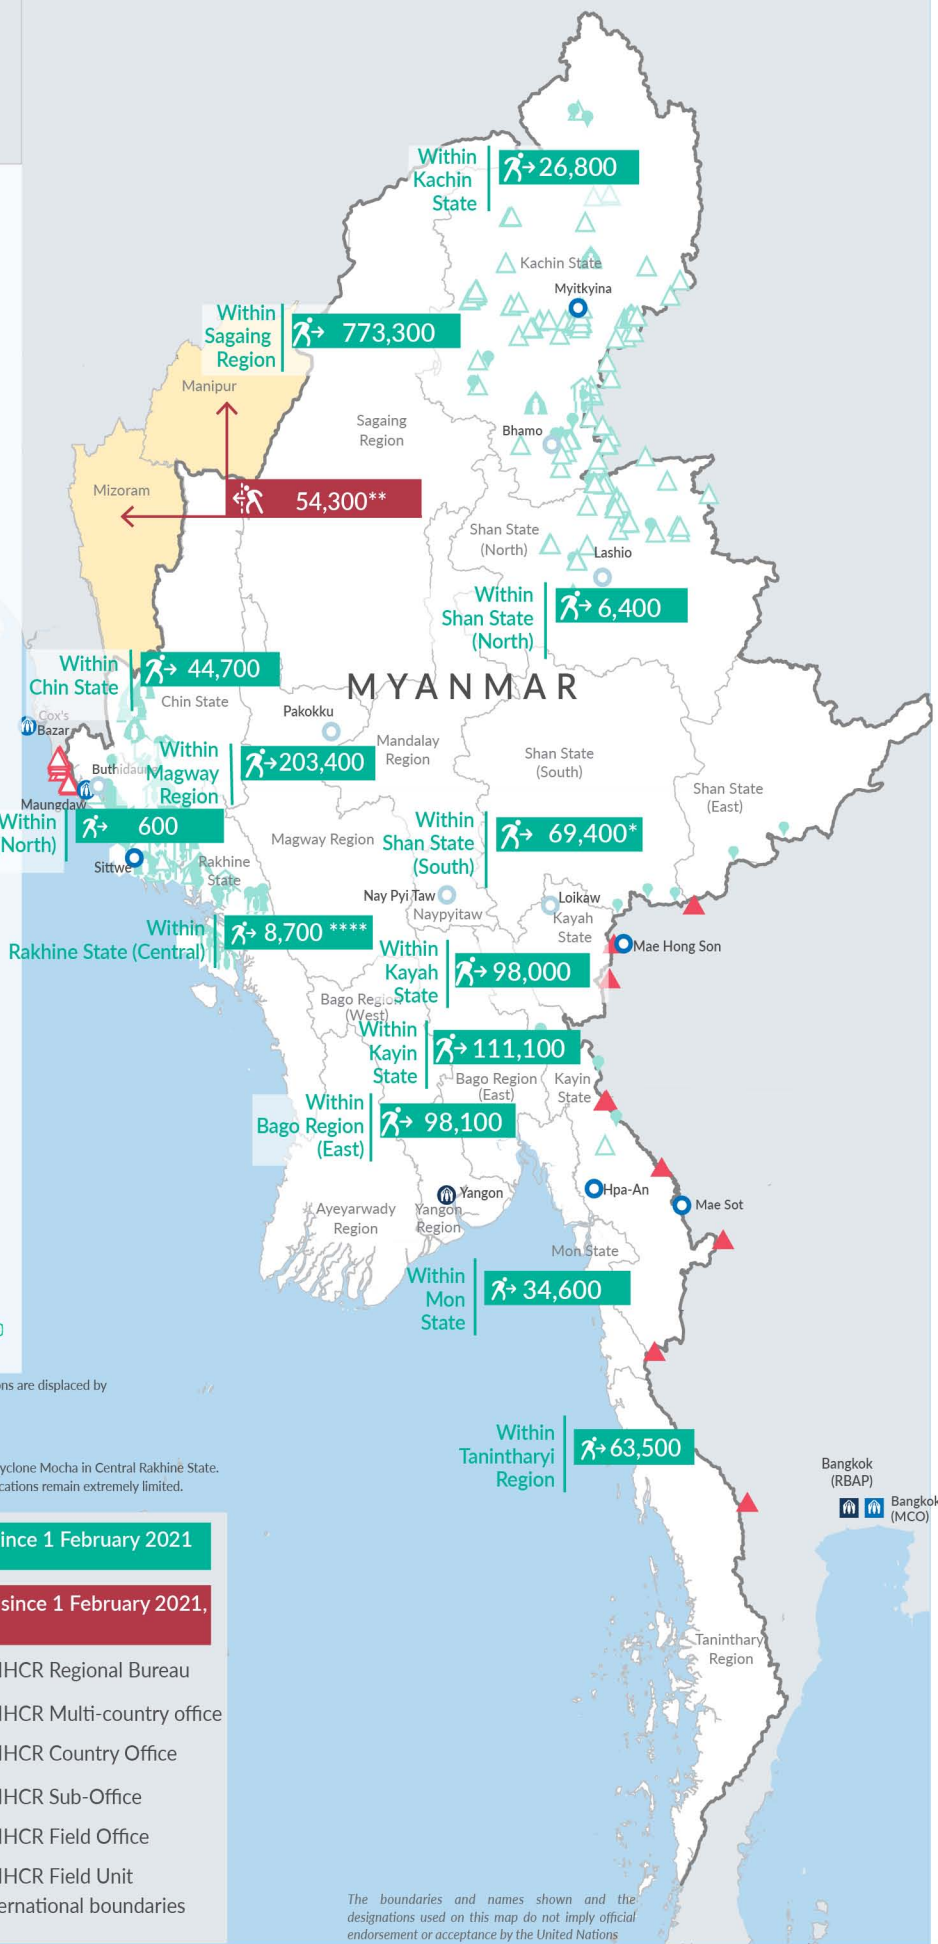 Within
Kachin
State
26,800
Kachin State
Myitkyina
Within
Sagaing
Region
773,300
Manipur
Sagaing
Region
Bhamo
Mizoram
54,300**
Shan State
(North)
Lashio
Within
Shan State
(North)
6,400
Within
Chin State
44,700
MYANMAR
Chin State
Cox's
Bazar
Pakokku
Mandalay
Region
Within
Magway
Region
203,400
Shan State
(South)
Shan State
(East)
Buthidaung
Maungdaw
Within
North)
600
Magway Region
Within
Shan State
(South)
69,400*
Sittwe
Rakhine
State
Nay Pyi Taw
Naypyitaw
Loikaw
Kayah
State
Within
Rakhine State (Central)
8,700 ****
Mae Hong Son
Within
Kayah
State
98,000
Bago Region
(West)
Within
Kayin
State
111,100
Bago Region
(East)
Kayin
State
Within
Bago Region
(East)
98,100
Yangon
Hpa-An
Mae Sot
Ayeyarwady
Region
Yangon
Region
Mon State
Within
Mon
State
34,600
ns are displaced by
Within
Tanintharyi
Region
63,500
yclone Mocha in Central Rakhine State.
cations remain extremely limited.
Bangkok
(RBAP)
Bangkok
(MCO)
ince 1 February 2021
since 1 February 2021,
HCR Regional Bureau
HCR Multi-country office
HCR Country Office
HCR Sub-Office
HCR Field Office
HCR Field Unit
ernational boundaries
Taninthary
Region
The boundaries and names shown and the
designations used on this map do not imply official
endorsement or acceptance by the United Nations